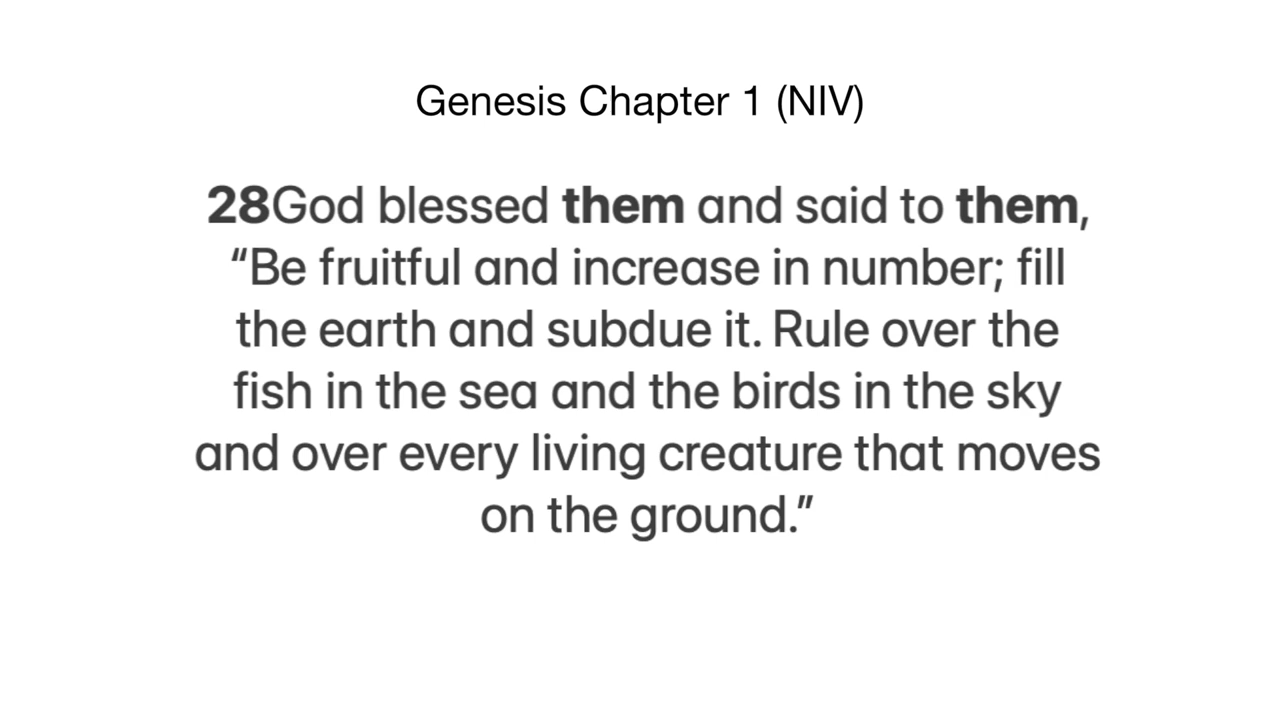 Genesis Chapter 1 (NIV)
28God blessed them and said to them,
“Be fruitful and increase in number; fill
the earth and subdue it. Rule over the
fish in the sea and the birds in the sky
and over every living creature that moves
on the ground.”